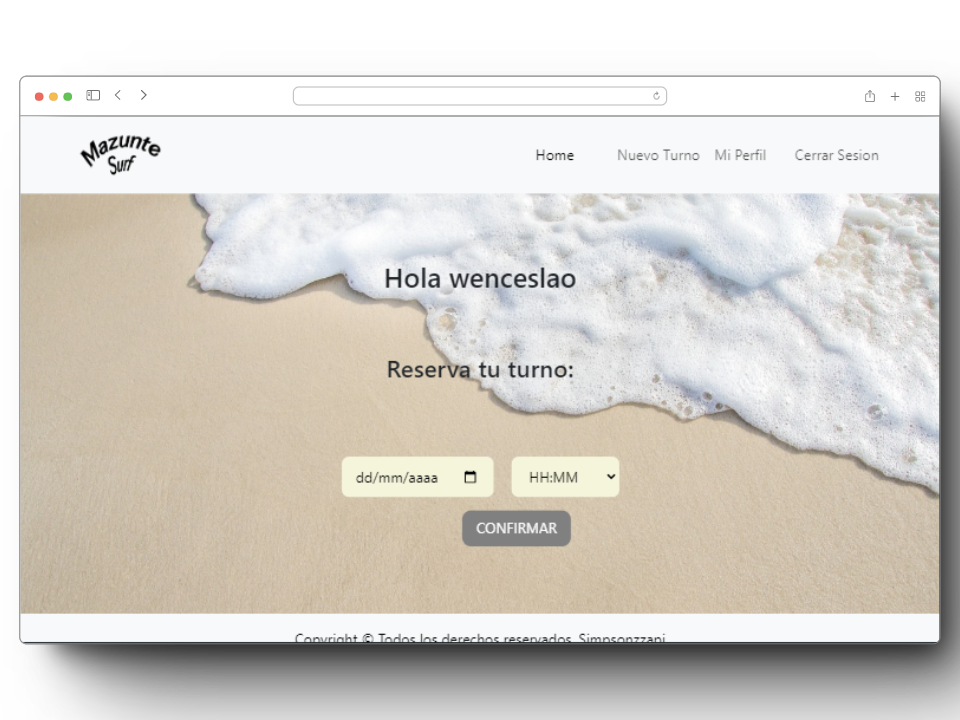 Mazunte
Surf
Home Nuevo Turno Mi Perfil Cerrar Sesion
Hola wenceslao
Reserva tu turno:
dd/mm/aaaa HH:MM
CONFIRMAR
Copyright © Todos los derechos reservados, Simpsonzzani